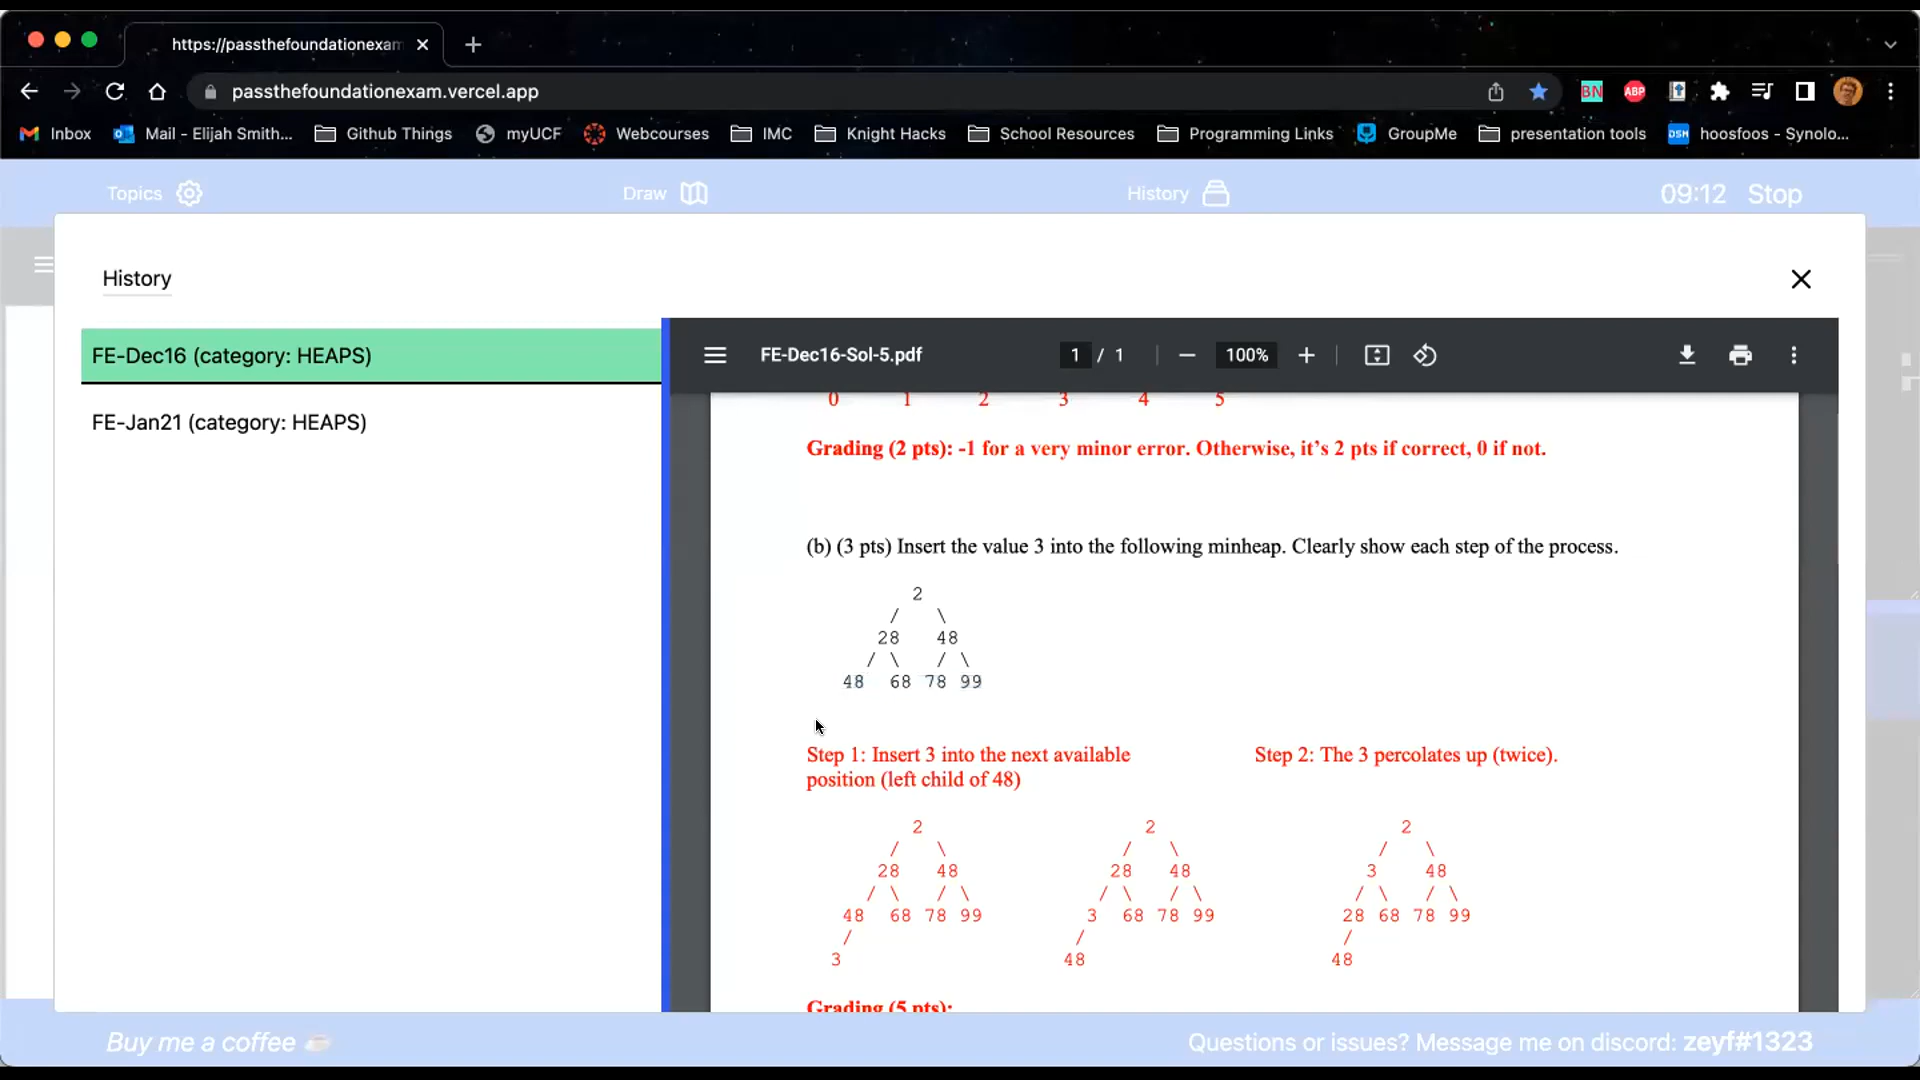 https://passthefoundationexam
passthefoundationexam.vercel.app
BN ABP
Inbox Mail - Elijah Smith... Github Things myUCF Webcourses IMC Knight Hacks School Resources Programming Links GroupMe presentation tools DSM hoosfoos - Synolo...
Topics Draw History 09:12 Stop
History
FE-Dec16 (category: HEAPS)
FE-Jan21 (category: HEAPS)
FE-Dec16-Sol-5.pdf 1 / 1 100%
0 1 2 3 4 5
Grading (2 pts): -1 for a very minor error. Otherwise, it's 2 pts if correct, 0 if not.
(b) (3 pts) Insert the value 3 into the following minheap. Clearly show each step of the process.
2
/ \
28 48
/ \ / \
48 68 78 99
Step 1: Insert 3 into the next available
position (left child of 48)
Step 2: The 3 percolates up (twice).
2 2 2
/ \ / \ / \
28 48 28 48 3 48
/ \ / \ / \ / \ / \ / \
48 68 78 99 3 68 78 99 28 68 78 99
/ / /
3 48 48
Grading (5 pts):
Buy me a coffee
Questions or issues? Message me on discord: zeyf#1323